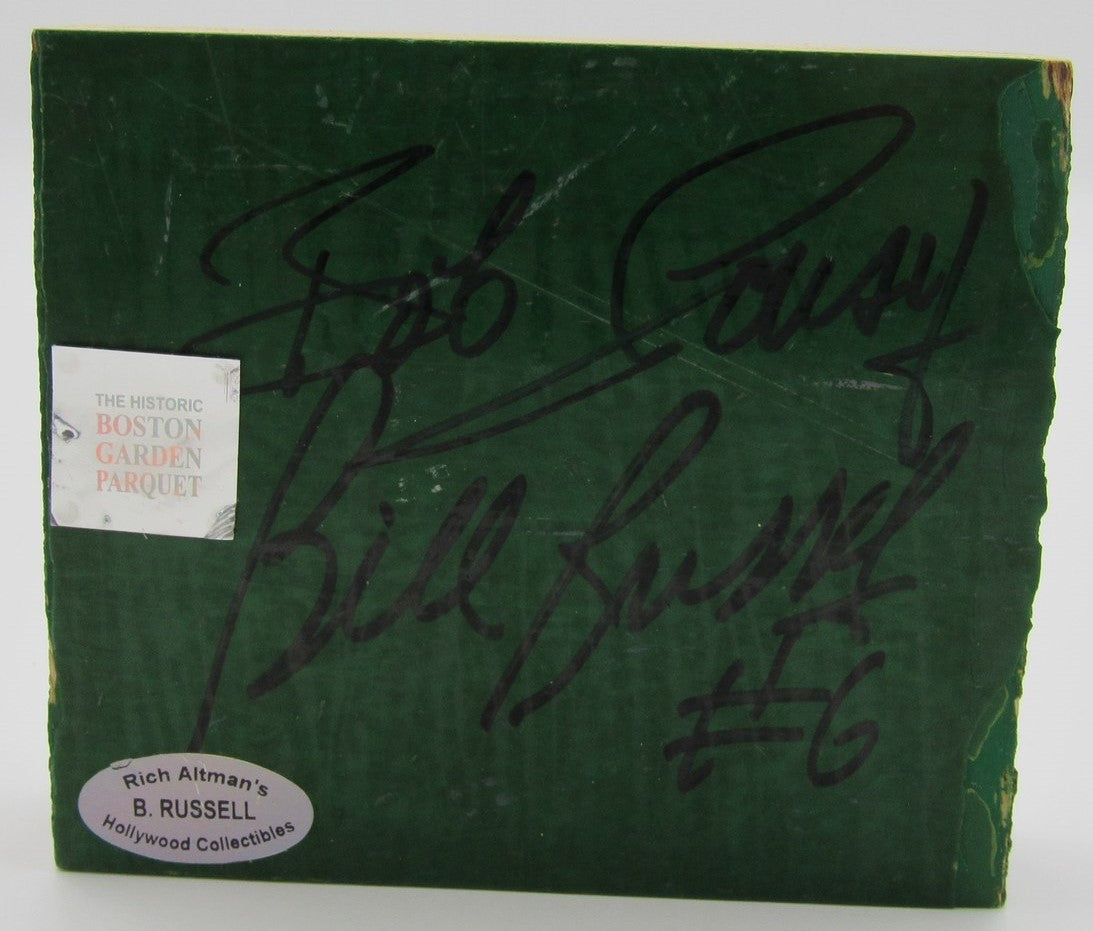 Bob Cousy
THE HISTORIC
BOSTON
GARDEN
PARQUET
Bill Russell
#6
Rich Altman's
B. RUSSELL
Hollywood Collectibles